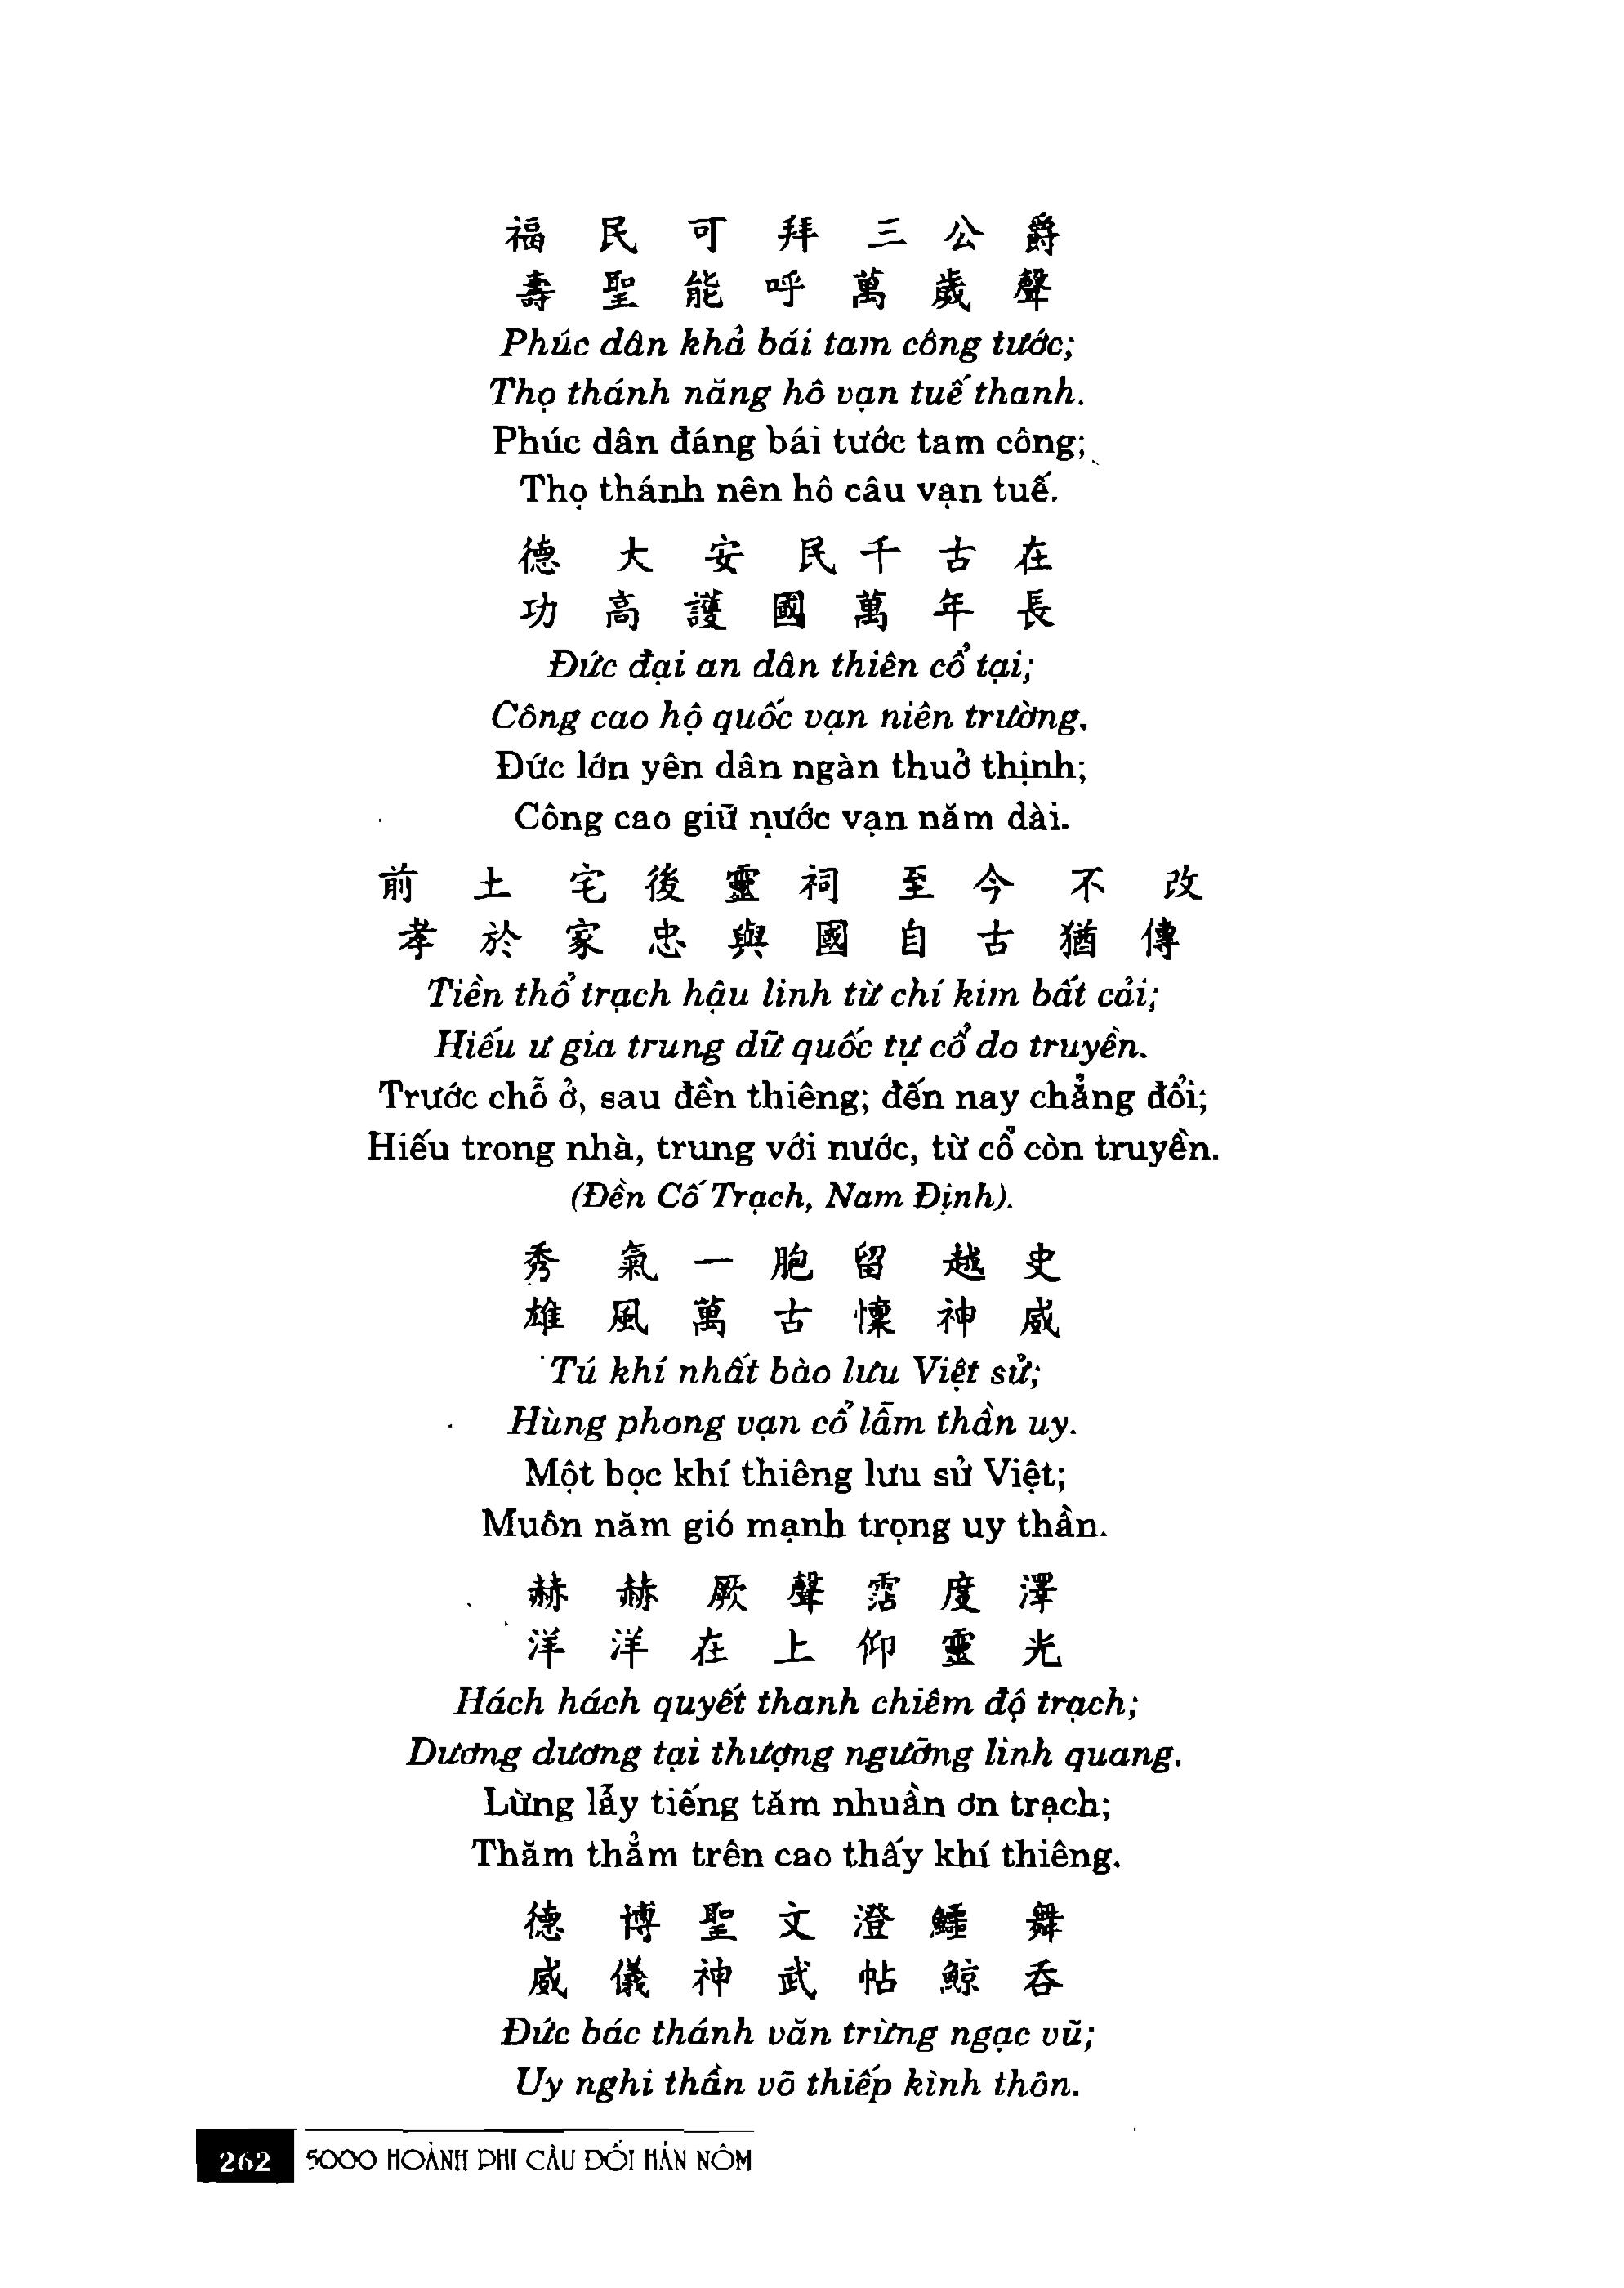 福民可拜三公爵
壽聖能呼萬歲聲
Phúc dân khả bái tam công tước;
Thọ thánh năng hô vạn tuế thanh.
Phúc dân đáng bái tước tam công;
Thọ thánh nên hô câu vạn tuế.
德大安民千古在
功高護國萬年長
Đức đại an dân thiên cổ tại;
Công cao hộ quốc vạn niên trường.
Đức lớn yên dân ngàn thuở thịnh;
Công cao giữ nước vạn năm dài.
前土宅後靈祠至今不改
孝於家忠與國自古猶傳
Tiền thổ trạch hậu linh từ chí kim bất cải;
Hiếu ư gia trung dữ quốc tự cổ do truyền.
Trước chỗ ở, sau đền thiêng; đến nay chẳng đổi;
Hiếu trong nhà, trung với nước, từ cổ còn truyền.
(Đền Cố Trạch, Nam Định).
秀氣一胞留越史
雄風萬古懍神威
Tú khí nhất bào lưu Việt sử;
Hùng phong vạn cổ lẫm thần uy.
Một bọc khí thiêng lưu sử Việt;
Muôn năm gió mạnh trọng uy thần.
赫赫厥聲霑度澤
洋洋在上仰靈光
Hách hách quyết thanh chiêm độ trạch;
Dương dương tại thượng ngưỡng linh quang.
Lừng lẫy tiếng tăm nhuần ơn trạch;
Thăm thẳm trên cao thấy khí thiêng.
德博聖文澄鱷舞
威儀神武帖鯨吞
Đức bác thánh văn trừng ngạc vũ;
Uy nghi thần võ thiếp kình thôn.
262 5000 HOÀNH PHI CÂU ĐỐI HÁN NÔM